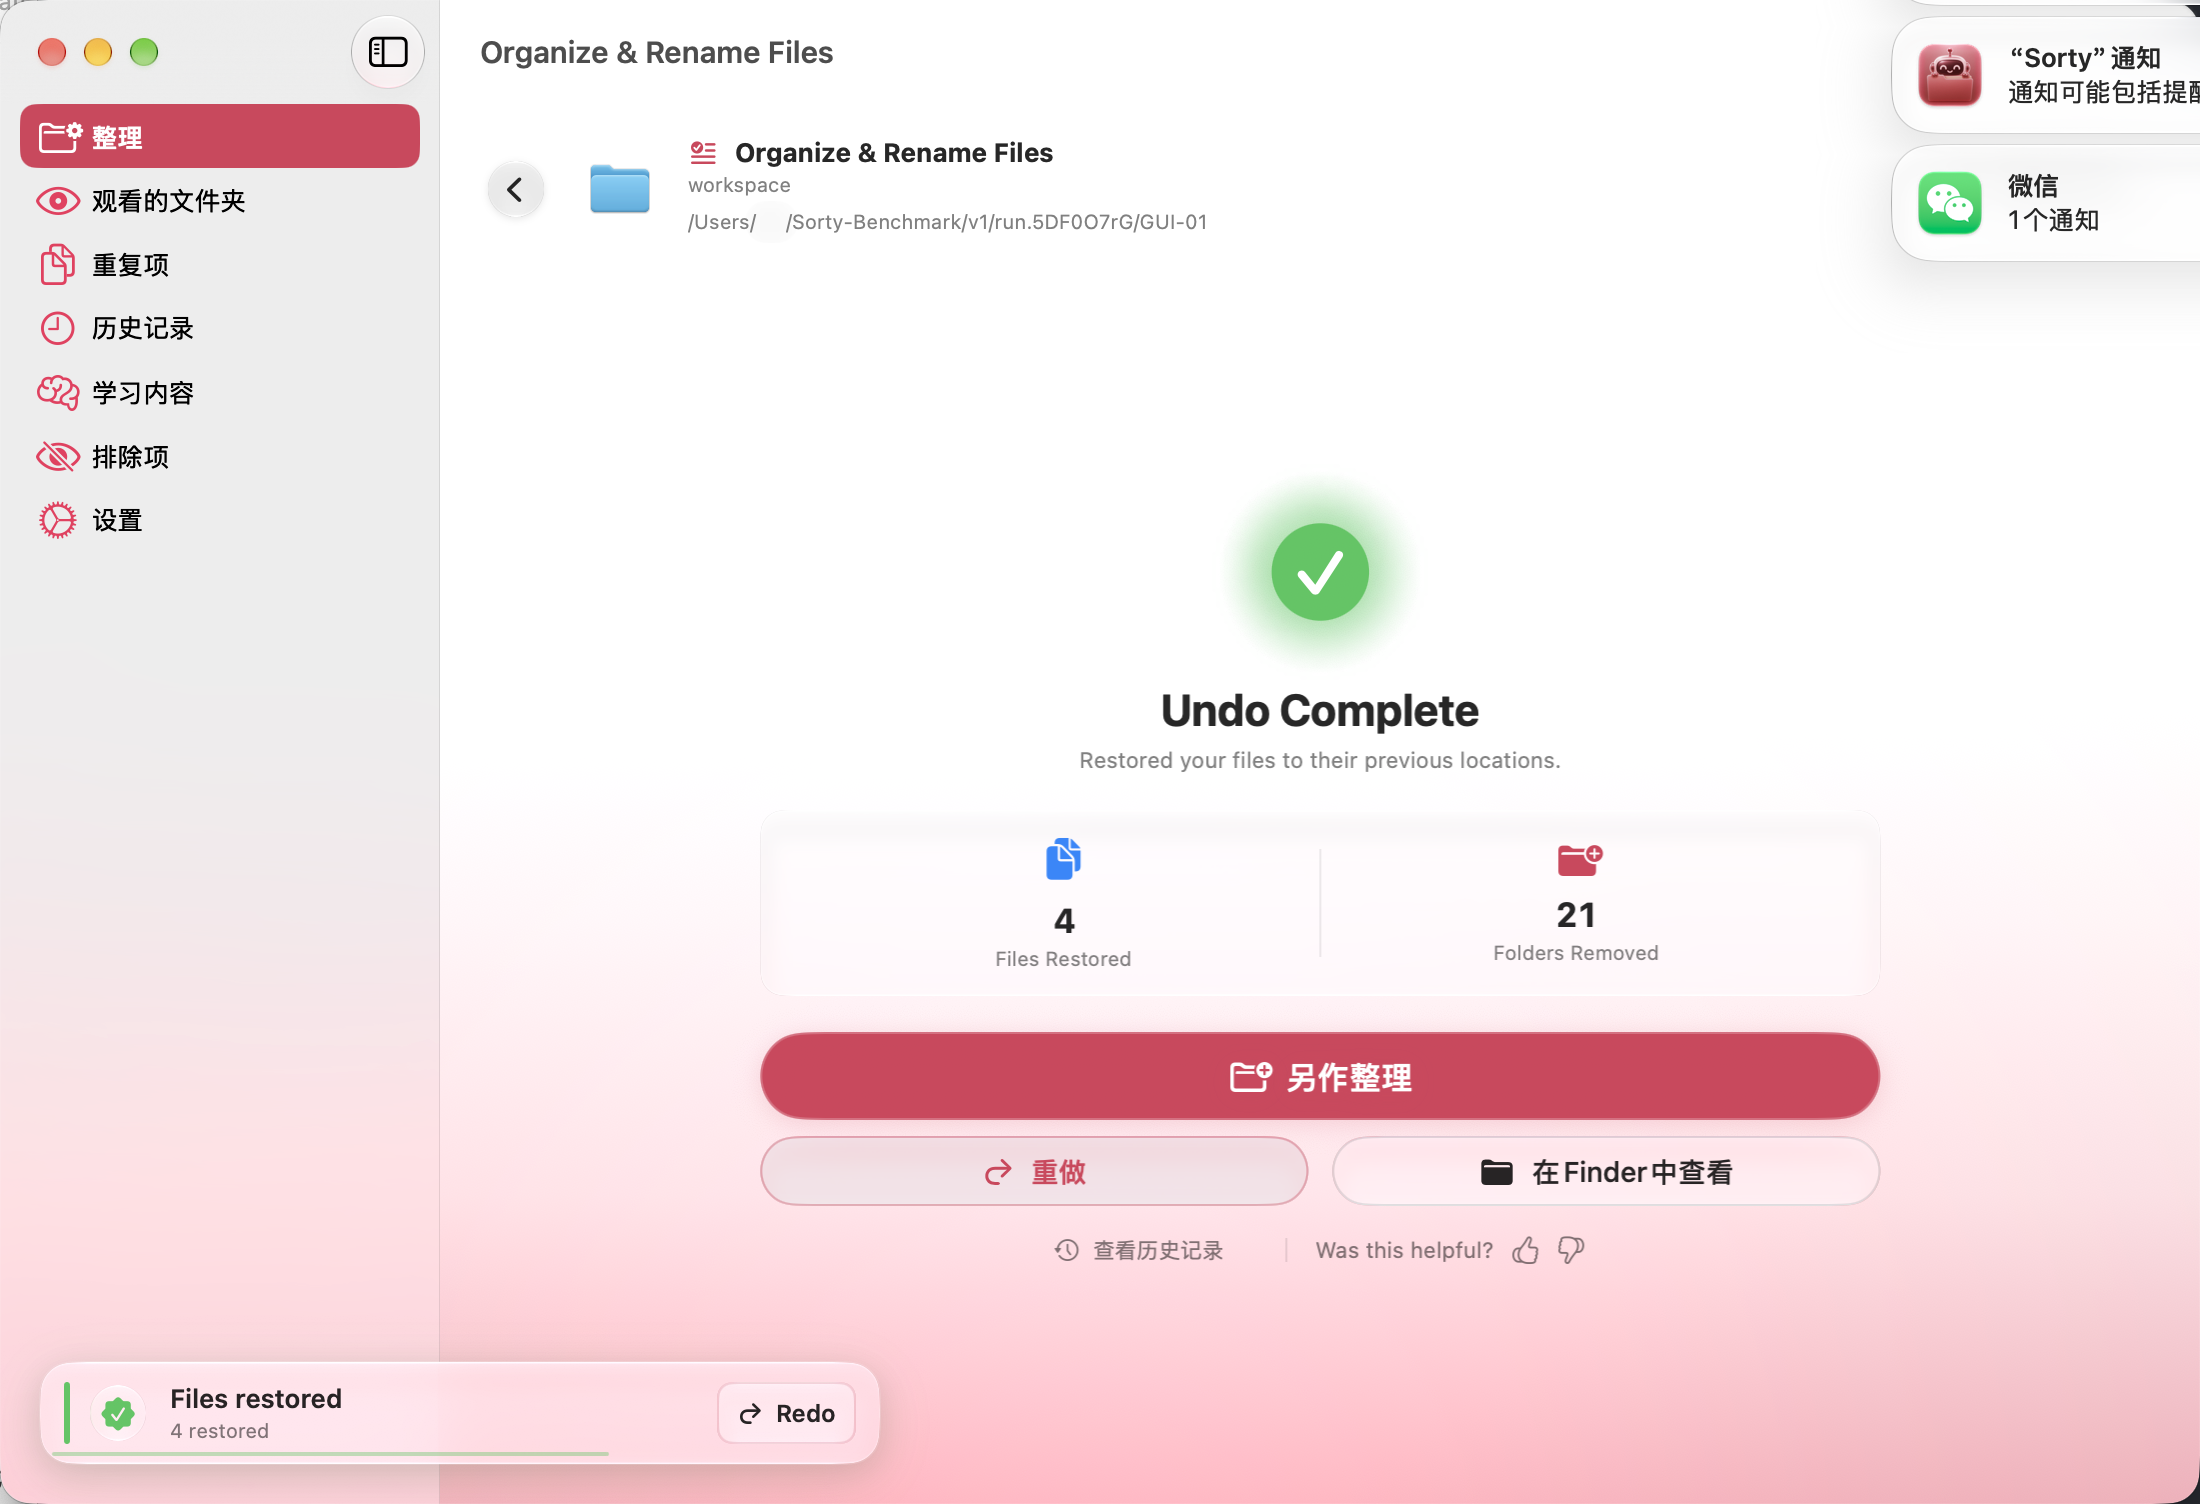 Organize & Rename Files
整理
观看的文件夹
重复项
历史记录
学习内容
排除项
设置
Organize & Rename Files
workspace
/Users/ /Sorty-Benchmark/v1/run.5DF0O7rG/GUI-01
“Sorty” 通知
通知可能包括提醒
微信
1个通知
Undo Complete
Restored your files to their previous locations.
4
Files Restored
21
Folders Removed
另作整理
重做
在Finder中查看
查看历史记录
Was this helpful?
Files restored
4 restored
Redo